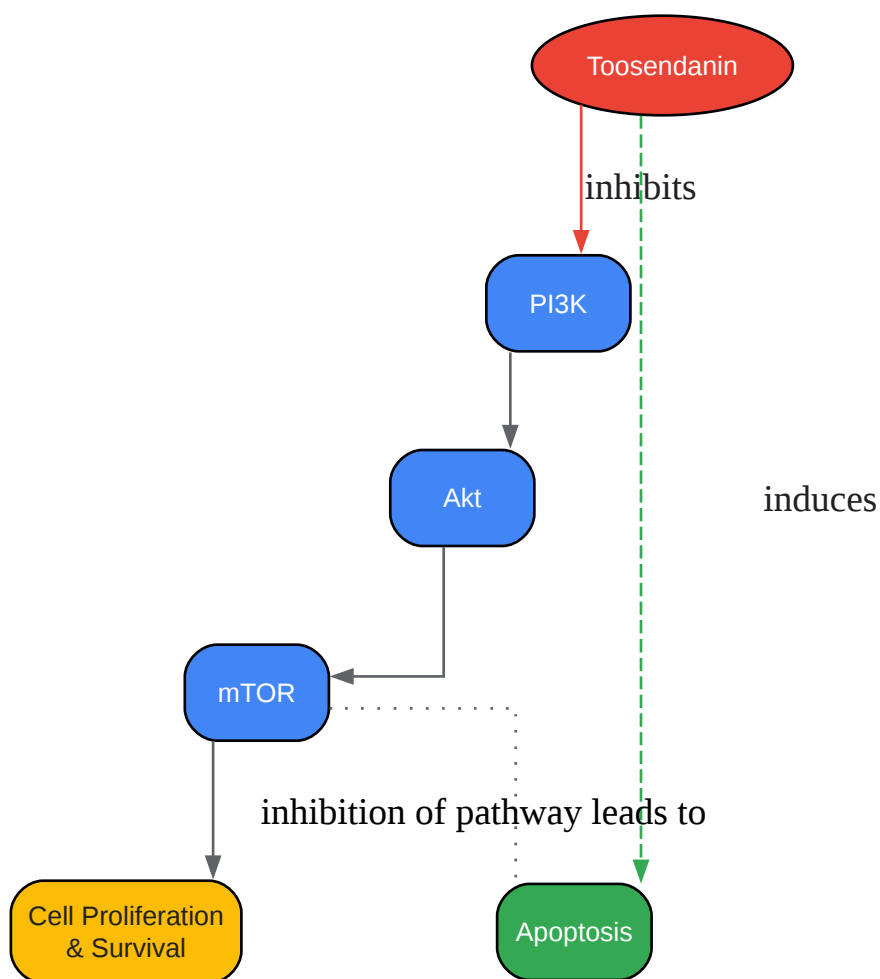 Toosendanin
inhibits
PI3K
Akt
induces
mTOR
inhibition of pathway leads to
Cell Proliferation
& Survival
Apoptosis